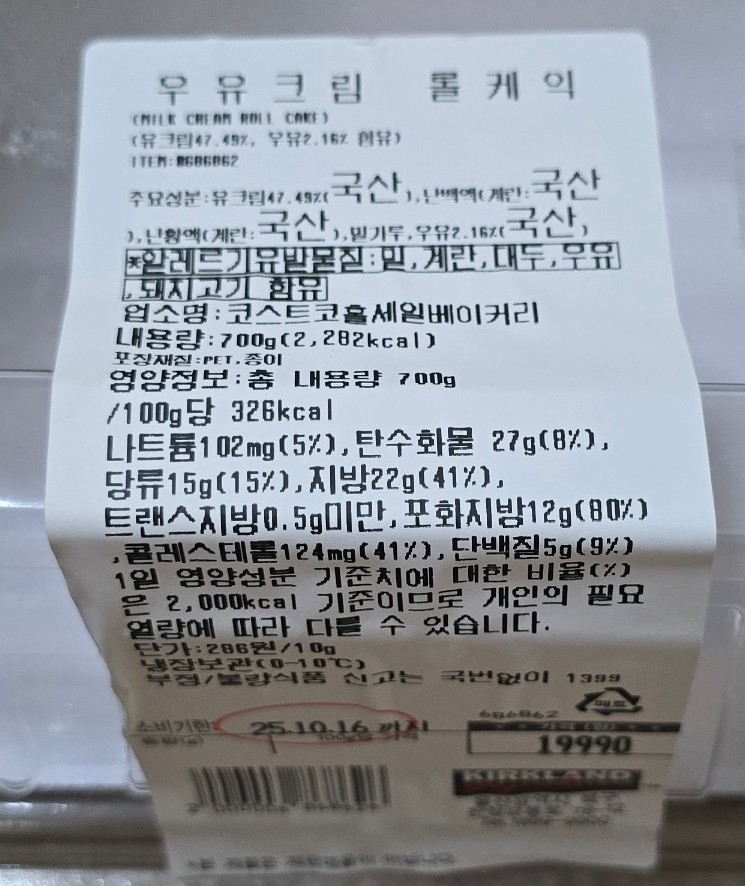 우유크림 롤케익
(MILK CREAM ROLL CAKE)
(유크림47.49%, 우유2.16% 함유)
ITEM:#686862
주요성분:유크림47.49%(국산),난백액(계란:국산
),난황액(계란:국산),밀가루,우유2.16%(국산,
*알레르기유발물질:밀,계란,대두,우유
,돼지고기 함유
업소명:코스트코홀세일베이커리
내용량:700g(2,282kcal)
포장재질:PET,종이
영양정보:총 내용량 700g
/100g당 326kcal
나트륨102mg(5%),탄수화물 27g(8%),
당류15g(15%),지방22g(41%),
트랜스지방0.5g미만,포화지방12g(80%)
,콜레스테롤124mg(41%),단백질5g(9%)
1일 영양성분 기준치에 대한 비율(%)
은 2,000kcal 기준이므로 개인의 필요
열량에 따라 다를 수 있습니다.
단가:286원/10g
냉장보관(0-10℃)
부정/불량식품 신고는 국번없이 1399
페트
686862
소비기한: 25.10.16 까지
19990
KIRKLAND